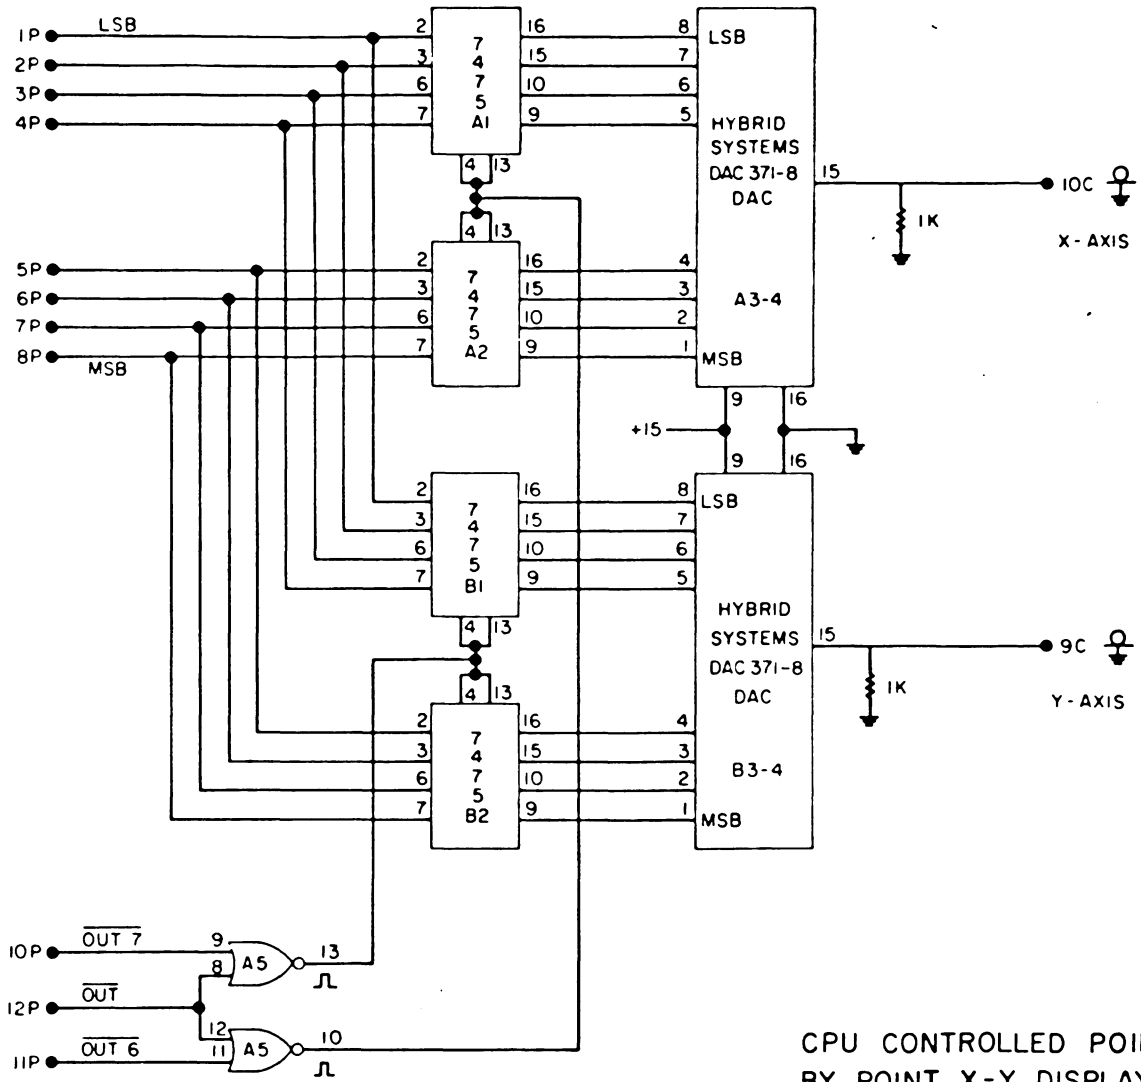 1P LSB 2 16 8 LSB
2P 3 7 15 7
3P 6 4 10 6
4P 7 7 9 5
5
A1
HYBRID
SYSTEMS
DAC 371-8
DAC
4 13
15 10C
1K
X-AXIS
4 13
5P 2 7 16 4
6P 3 4 15 3 A3-4
7P 6 7 10 2
5
8P MSB 7 A2 9 1 MSB
9 16
+15
9 16
2 7 16 8 LSB
3 4 15 7
6 7 10 6
5
7 B1 9 5
HYBRID
SYSTEMS
DAC 371-8
DAC
4 13
15 9C
1K
Y-AXIS
4 13
2 7 16 4
3 4 15 3
6 7 10 2 B3-4
5
7 B2 9 1 MSB
10P OUT 7 9 A5 13
8
12P OUT
12 A5 10
11P OUT 6 11
CPU CONTROLLED
BY POINT X-Y DISPLAY